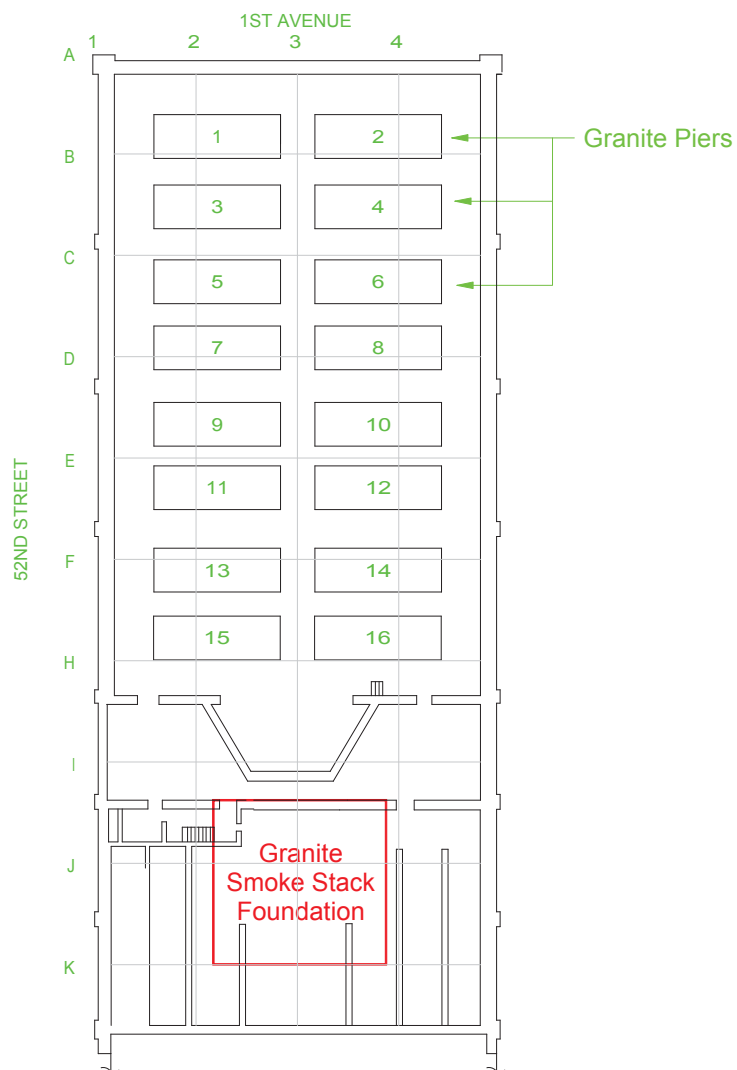 1ST AVENUE
1 2 3 4
A
1 2
Granite Piers
B
3 4
C
5 6
7 8
D
9 10
E
11 12
52ND STREET
F
13 14
15 16
H
I
Granite
J
Smoke Stack
Foundation
K